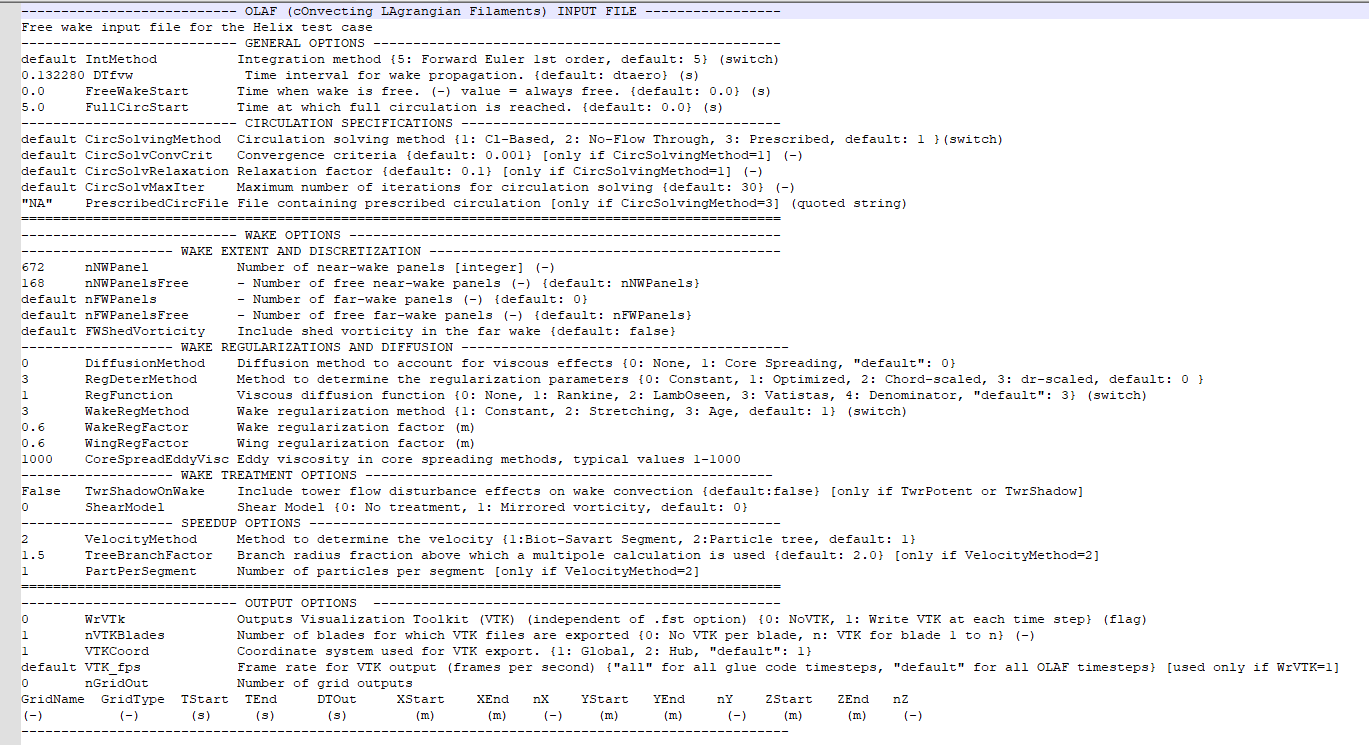 --------------------------- OLAF (cOnvecting LAgrangian Filaments) INPUT FILE -----------------
Free wake input file for the Helix test case
--------------------------- GENERAL OPTIONS ---------------------------------------------------
default IntMethod          Integration method {5: Forward Euler 1st order, default: 5} (switch)
0.132280 DTfvw              Time interval for wake propagation. {default: dtaero} (s)
0.0     FreeWakeStart      Time when wake is free. (-) value = always free. {default: 0.0} (s)
5.0     FullCircStart      Time at which full circulation is reached. {default: 0.0} (s)
--------------------------- CIRCULATION SPECIFICATIONS ----------------------------------------
default CircSolvingMethod  Circulation solving method {1: Cl-Based, 2: No-Flow Through, 3: Prescribed, default: 1 }(switch)
default CircSolvConvCrit   Convergence criteria {default: 0.001} [only if CircSolvingMethod=1] (-)
default CircSolvRelaxation Relaxation factor {default: 0.1} [only if CircSolvingMethod=1] (-)
default CircSolvMaxIter    Maximum number of iterations for circulation solving {default: 30} (-)
"NA"    PrescribedCircFile File containing prescribed circulation [only if CircSolvingMethod=3] (quoted string)
===============================================================================================
--------------------------- WAKE OPTIONS ------------------------------------------------------
------------------- WAKE EXTENT AND DISCRETIZATION --------------------------------------------
672     nNWPanel           Number of near-wake panels [integer] (-)
168     nNWPanelsFree      - Number of free near-wake panels (-) {default: nNWPanels}
default nFWPanels          - Number of far-wake panels (-) {default: 0}
default nFWPanelsFree      - Number of free far-wake panels (-) {default: nFWPanels}
default FWShedVorticity    Include shed vorticity in the far wake {default: false}
------------------- WAKE REGULARIZATIONS AND DIFFUSION -----------------------------------------
0       DiffusionMethod    Diffusion method to account for viscous effects {0: None, 1: Core Spreading, "default": 0}
3       RegDeterMethod     Method to determine the regularization parameters {0: Constant, 1: Optimized, 2: Chord-scaled, 3: dr-scaled, default: 0 }
1       RegFunction        Viscous diffusion function {0: None, 1: Rankine, 2: LambOseen, 3: Vatistas, 4: Denominator, "default": 3} (switch)
3       WakeRegMethod      Wake regularization method {1: Constant, 2: Stretching, 3: Age, default: 1} (switch)
0.6     WakeRegFactor      Wake regularization factor (m)
0.6     WingRegFactor      Wing regularization factor (m)
1000    CoreSpreadEddyVisc Eddy viscosity in core spreading methods, typical values 1-1000
------------------- WAKE TREATMENT OPTIONS ---------------------------------------------------
False   TwrShadowOnWake    Include tower flow disturbance effects on wake convection {default:false} [only if TwrPotent or TwrShadow]
0       ShearModel         Shear Model {0: No treatment, 1: Mirrored vorticity, default: 0}
------------------- SPEEDUP OPTIONS -----------------------------------------------------------
2       VelocityMethod     Method to determine the velocity {1:Biot-Savart Segment, 2:Particle tree, default: 1}
1.5     TreeBranchFactor   Branch radius fraction above which a multipole calculation is used {default: 2.0} [only if VelocityMethod=2]
1       PartPerSegment     Number of particles per segment [only if VelocityMethod=2]
===============================================================================================
--------------------------- OUTPUT OPTIONS  ---------------------------------------------------
0       WrVTk              Outputs Visualization Toolkit (VTK) (independent of .fst option) {0: NoVTK, 1: Write VTK at each time step} (flag)
1       nVTKBlades         Number of blades for which VTK files are exported {0: No VTK per blade, n: VTK for blade 1 to n} (-)
1       VTKCoord           Coordinate system used for VTK export. {1: Global, 2: Hub, "default": 1}
default VTK_fps            Frame rate for VTK output (frames per second) {"all" for all glue code timesteps, "default" for all OLAF timesteps} [used only if WrVTK=1]
0       nGridOut           Number of grid outputs
GridName  GridType  TStart  TEnd     DTOut     XStart    XEnd   nX    YStart   YEnd    nY    ZStart   ZEnd   nZ
(-)         (-)      (s)     (s)      (s)       (m)      (m)    (-)    (m)     (m)     (-)    (m)     (m)    (-)
------------------------------------------------------------------------------------------------